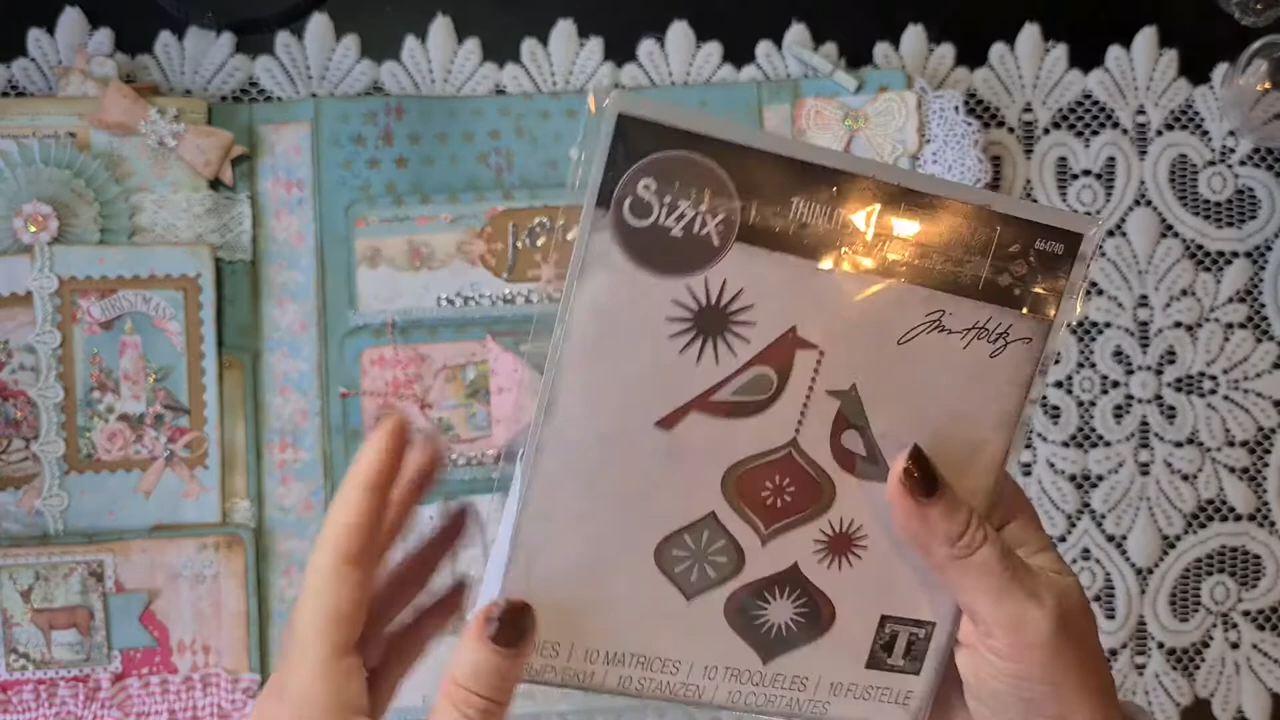 Sizzix
THINLITS
664740
Tim Holtz
CHRISTMAS
T
DIES | 10 MATRICES | 10 TROQUELES | 10 FUSTELLE
10 STANZEN | 10 CORTANTES